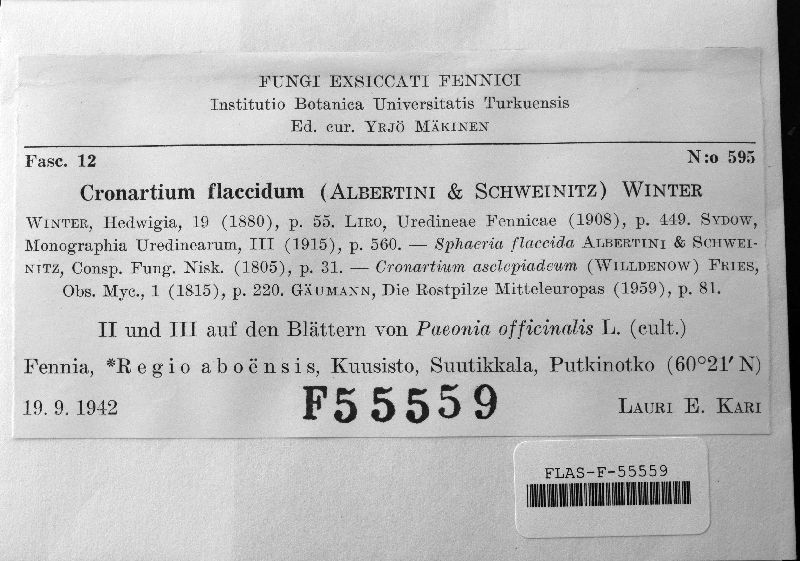 FUNGI EXSICCATI FENNICI
Institutio Botanica Universitatis Turkuensis
Ed. cur. YRJÖ MÄKINEN
Fasc. 12 N:o 595
Cronartium flaccidum (ALBERTINI & SCHWEINITZ) WINTER
WINTER, Hedwigia, 19 (1880), p. 55. LIRO, Uredineae Fennicae (1908), p. 449. SYDOW,
Monographia Uredinearum, III (1915), p. 560. — Sphaeria flaccida ALBERTINI & SCHWEI-
NITZ, Consp. Fung. Nisk. (1805), p. 31. — Cronartium asclepiadeum (WILLDENOW) FRIES,
Obs. Myc., 1 (1815), p. 220. GÄUMANN, Die Rostpilze Mitteleuropas (1959), p. 81.
II und III auf den Blättern von Paeonia officinalis L. (cult.)
Fennia, *Regio aboënsis, Kuusisto, Suutikkala, Putkinotko (60°21′ N)
19. 9. 1942 F55559 LAURI E. KARI
FLAS-F-55559